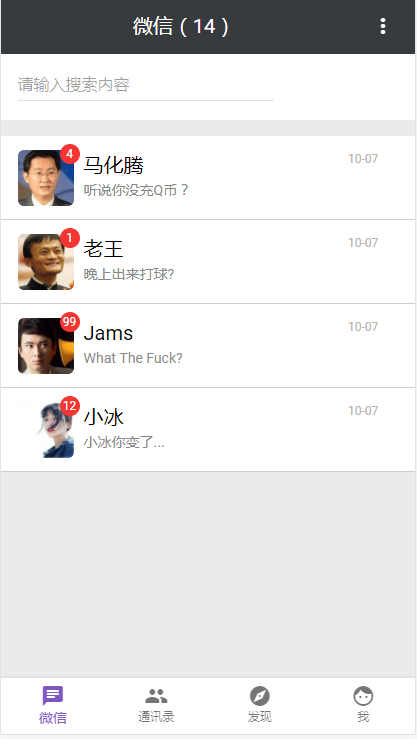 微信（14）
请输入搜索内容
4
马化腾
10-07
听说你没充Q币？
1
老王
10-07
晚上出来打球?
99
Jams
10-07
What The Fuck?
12
小冰
10-07
小冰你变了...
微信
通讯录
发现
我